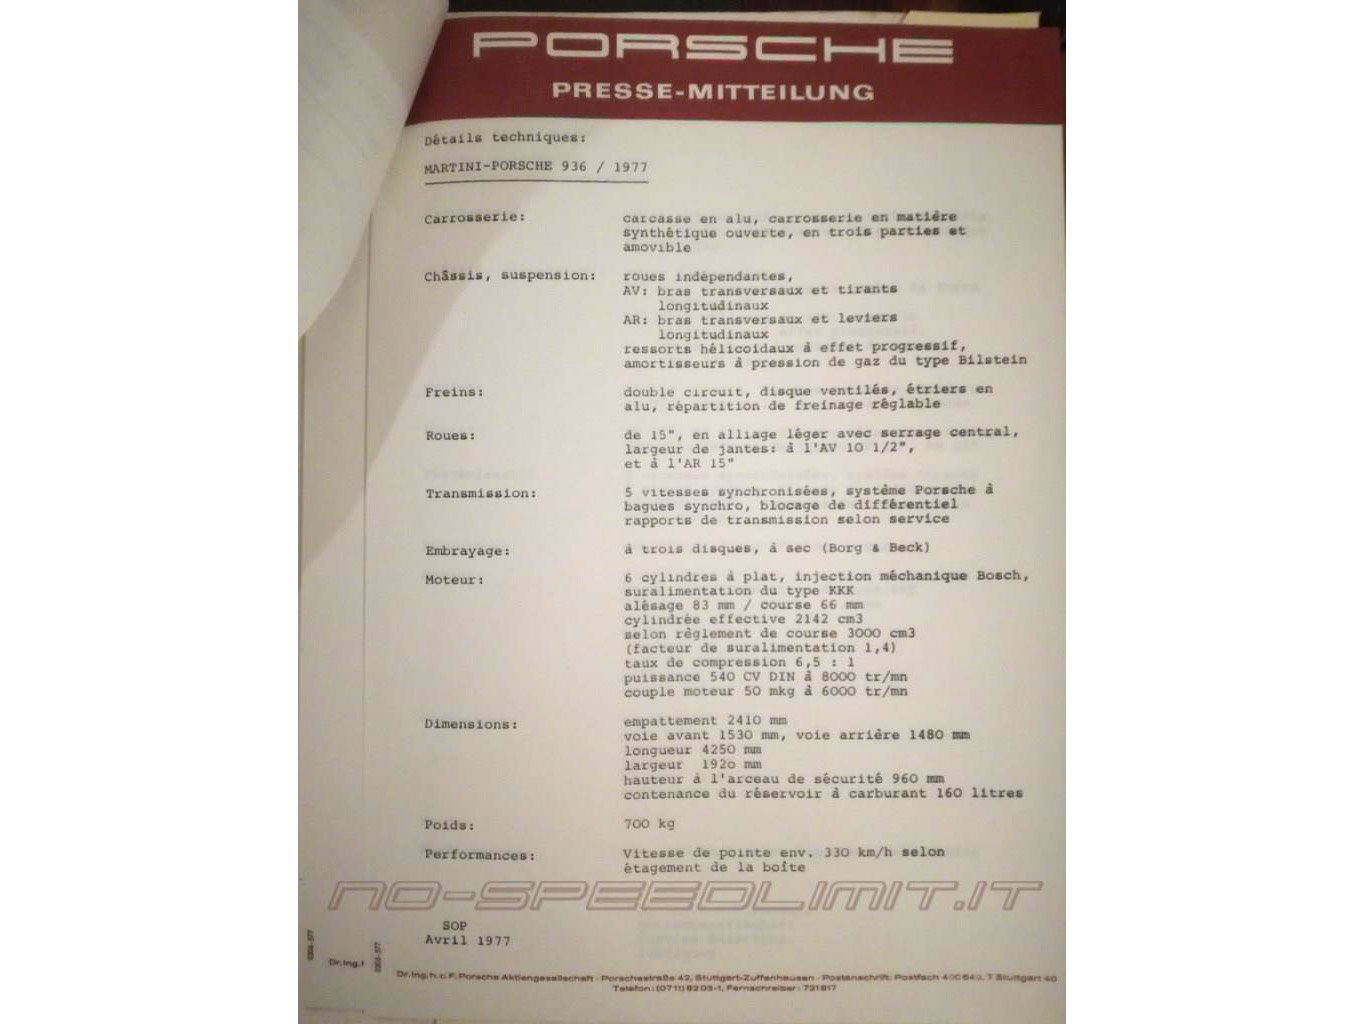 PORSCHE
PRESSE-MITTEILUNG
Détails techniques:
MARTINI-PORSCHE 936 / 1977
Carrosserie: carcasse en alu, carrosserie en matière
synthétique ouverte, en trois parties et
amovible
Châssis, suspension: roues indépendantes,
AV: bras transversaux et tirants
longitudinaux
AR: bras transversaux et leviers
longitudinaux
ressorts hélicoidaux à effet progressif,
amortisseurs à pression de gaz du type Bilstein
Freins: double circuit, disque ventilés, étriers en
alu, répartition de freinage réglable
Roues: de 15", en alliage léger avec serrage central,
largeur de jantes: à l'AV 10 1/2",
et à l'AR 15"
Transmission: 5 vitesses synchronisées, système Porsche à
bagues synchro, blocage de différentiel
rapports de transmission selon service
Embrayage: à trois disques, à sec (Borg & Beck)
Moteur: 6 cylindres à plat, injection méchanique Bosch,
suralimentation du type KKK
alésage 83 mm / course 66 mm
cylindrée effective 2142 cm3
selon règlement de course 3000 cm3
(facteur de suralimentation 1,4)
taux de compression 6,5 : 1
puissance 540 CV DIN à 8000 tr/mn
couple moteur 50 mkg à 6000 tr/mn
Dimensions: empattement 2410 mm
voie avant 1530 mm, voie arrière 1480 mm
longueur 4250 mm
largeur 192o mm
hauteur à l'arceau de sécurité 960 mm
contenance du réservoir à carburant 160 litres
Poids: 700 kg
Performances: Vitesse de pointe env. 330 km/h selon
étagement de la boîte
NO-SPEEDLIMIT.IT
SOP
Avril 1977
Dr.Ing.h.c.F.Porsche Aktiengesellschaft · Porschestraße 42, Stuttgart-Zuffenhausen · Postanschrift: Postfach 400640, 7 Stuttgart 40
Telefon: (0711) 8203-1, Fernschreiber: 721817
Dr.Ing.